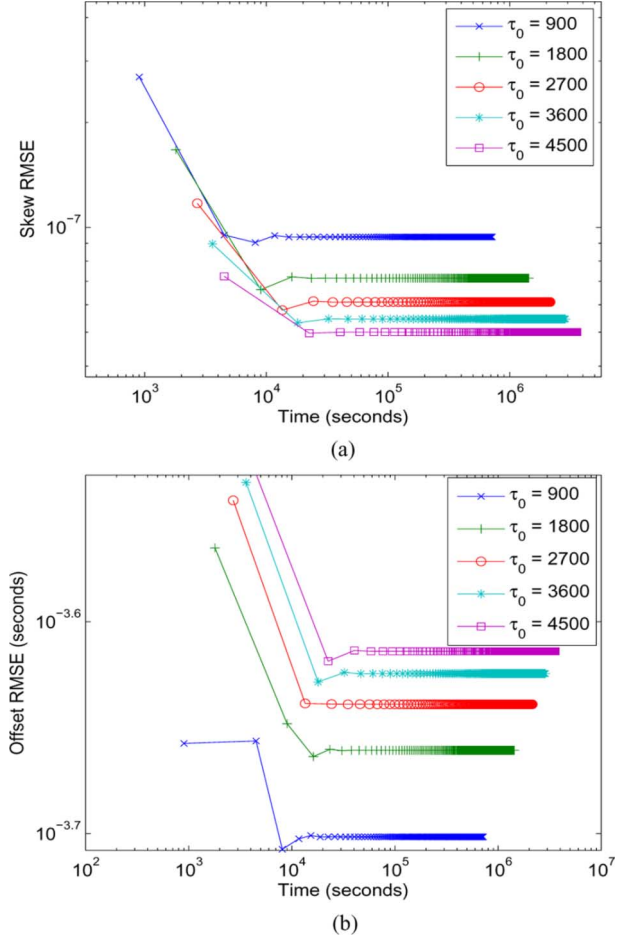 τ₀ = 900
τ₀ = 1800
τ₀ = 2700
τ₀ = 3600
τ₀ = 4500
Skew RMSE
10⁻⁷
10³ 10⁴ 10⁵ 10⁶
Time (seconds)
(a)
τ₀ = 900
τ₀ = 1800
τ₀ = 2700
τ₀ = 3600
τ₀ = 4500
Offset RMSE (seconds)
10⁻³·⁶
10⁻³·⁷
10² 10³ 10⁴ 10⁵ 10⁶ 10⁷
Time (seconds)
(b)